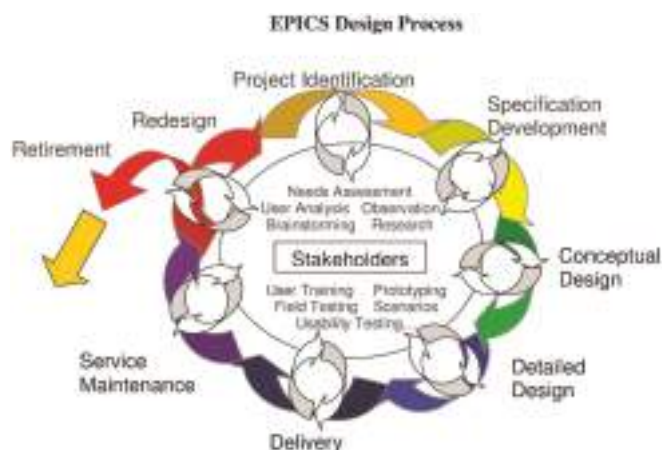 EPICS Design Process
Project Identification
Specification
Development
Redesign
Retirement
Needs Assessment
User Analysis Observation
Brainstorming Research
Stakeholders
Conceptual
Design
User Training Prototyping
Field Testing Scenarios
Usability Testing
Service
Maintenance
Detailed
Design
Delivery